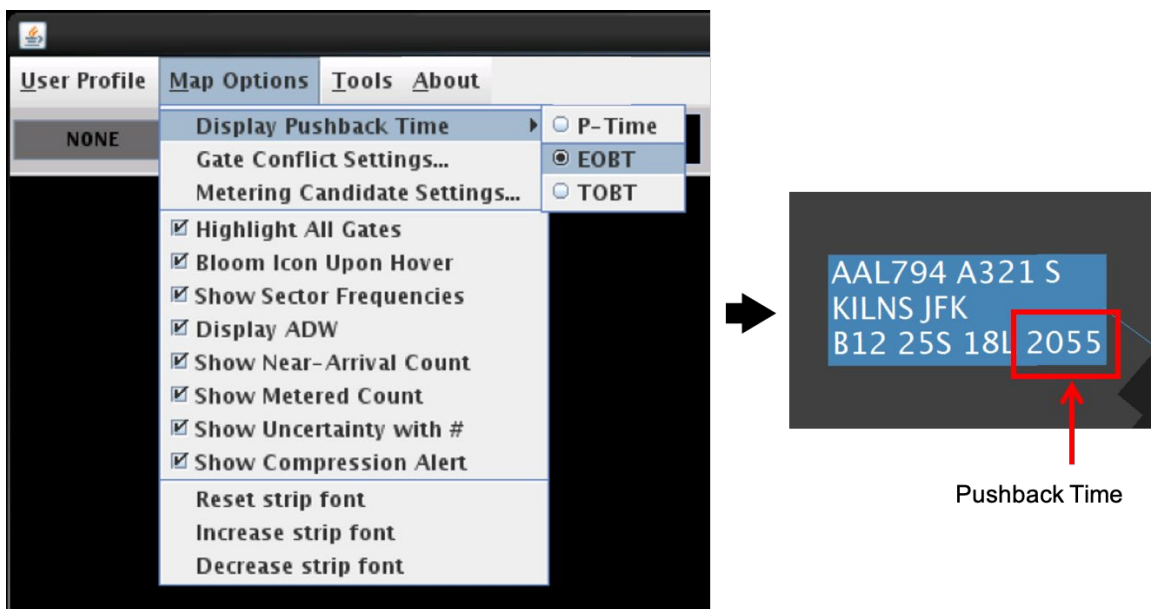 User Profile Map Options Tools About
NONE
Display Pushback Time
P-Time
Gate Conflict Settings...
EOBT
Metering Candidate Settings...
TOBT
Highlight All Gates
Bloom Icon Upon Hover
Show Sector Frequencies
Display ADW
Show Near-Arrival Count
Show Metered Count
Show Uncertainty with #
Show Compression Alert
Reset strip font
Increase strip font
Decrease strip font
AAL794 A321 S
KILNS JFK
B12 25S 18L 2055
Pushback Time